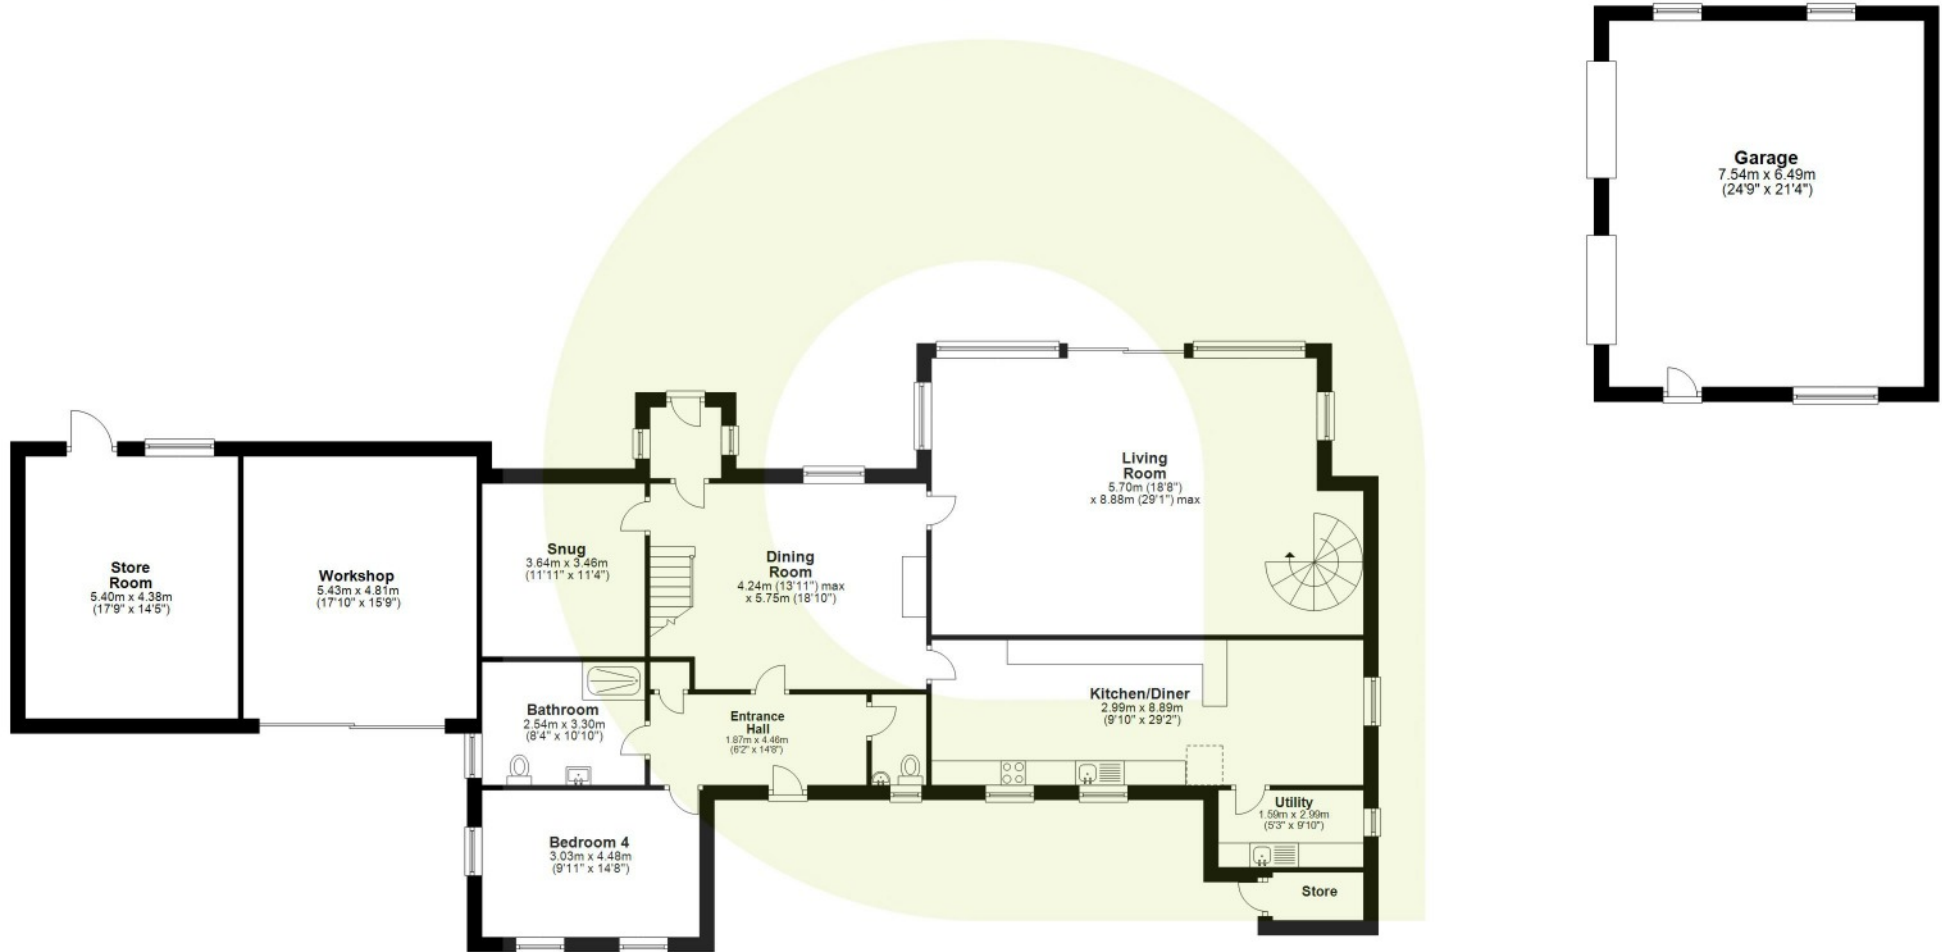 Garage
7.54m x 6.49m
(24'9" x 21'4")
Living
Room
5.70m (18'8")
x 8.88m (29'1") max
Snug
3.64m x 3.46m
(11'11" x 11'4")
Dining
Room
4.24m (13'11") max
x 5.75m (18'10")
Store
Room
5.40m x 4.38m
(17'9" x 14'5")
Workshop
5.43m x 4.81m
(17'10" x 15'9")
Bathroom
2.54m x 3.30m
(8'4" x 10'10")
Entrance
Hall
1.87m x 4.46m
(6'2" x 14'8")
Kitchen/Diner
2.99m x 8.89m
(9'10" x 29'2")
Utility
1.59m x 2.99m
(5'3" x 9'10")
Bedroom 4
3.03m x 4.48m
(9'11" x 14'8")
Store